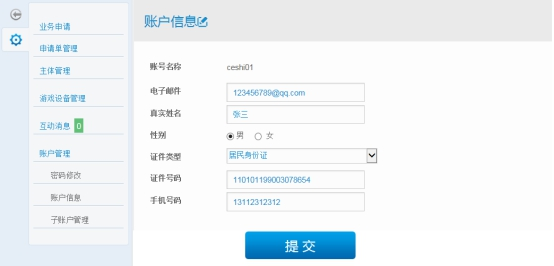 业务申请
申请单管理
主体管理
游戏设备管理
互动消息 0
账户管理
密码修改
账户信息
子账户管理
账户信息
账号名称 ceshi01
电子邮件 123456789@qq.com
真实姓名 张三
性别 男 女
证件类型 居民身份证
证件号码 110101199003078654
手机号码 13112312312
提交